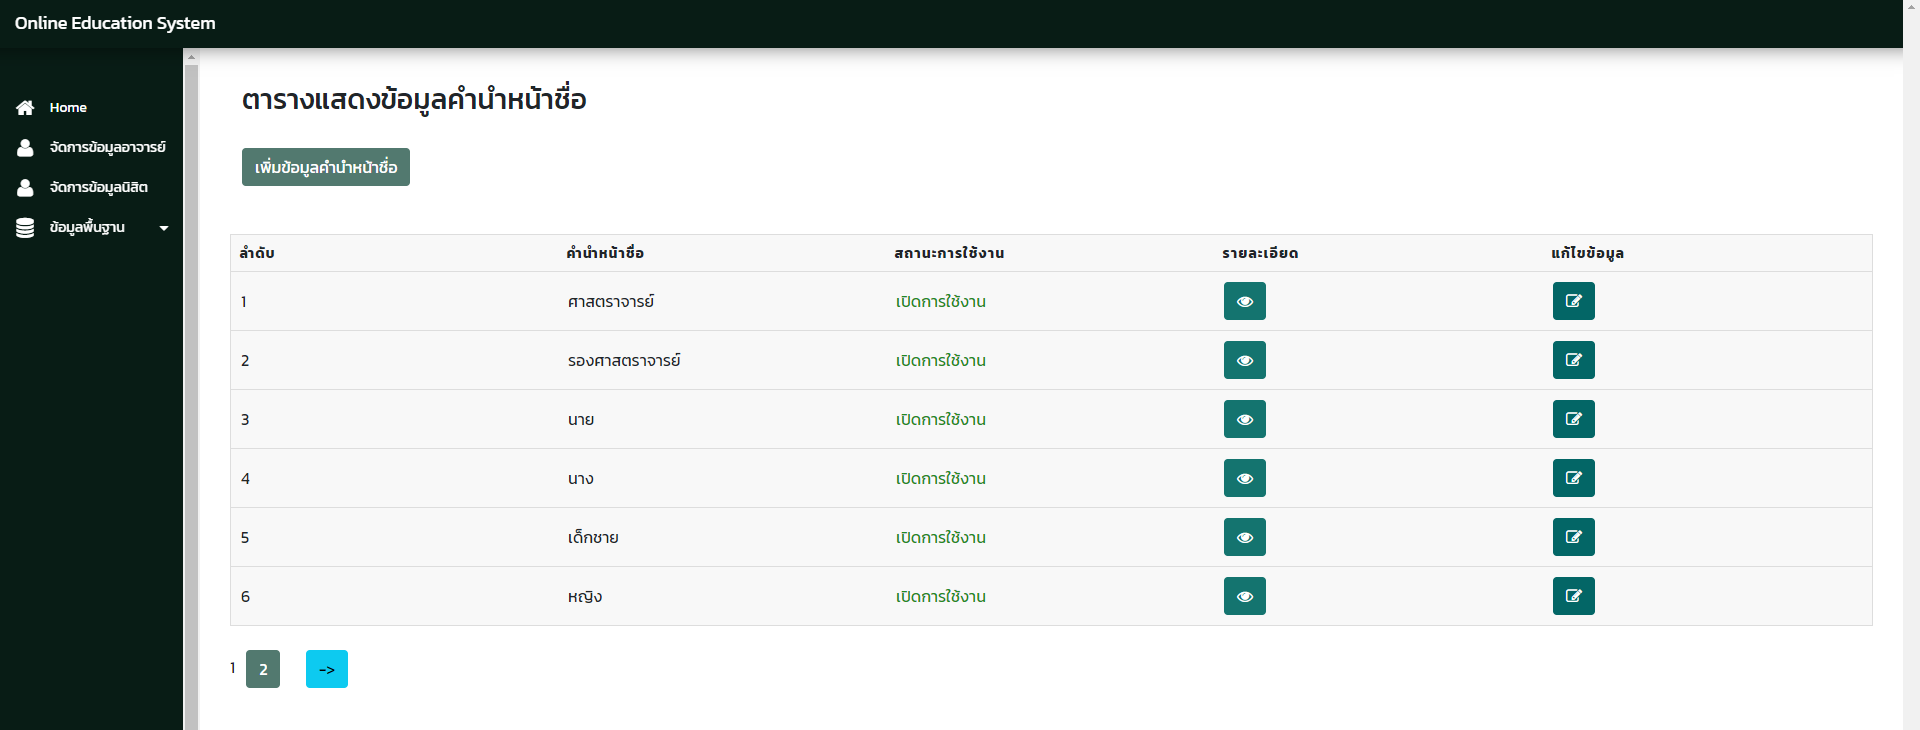 Online Education System
Home
จัดการข้อมูลอาจารย์
จัดการข้อมูลนิสิต
ข้อมูลพื้นฐาน
ตารางแสดงข้อมูลคำนำหน้าชื่อ
เพิ่มข้อมูลคำนำหน้าชื่อ
ลำดับ คำนำหน้าชื่อ สถานะการใช้งาน รายละเอียด แก้ไขข้อมูล
1 ศาสตราจารย์ เปิดการใช้งาน
2 รองศาสตราจารย์ เปิดการใช้งาน
3 นาย เปิดการใช้งาน
4 นาง เปิดการใช้งาน
5 เด็กชาย เปิดการใช้งาน
6 หญิง เปิดการใช้งาน
1 2 ->